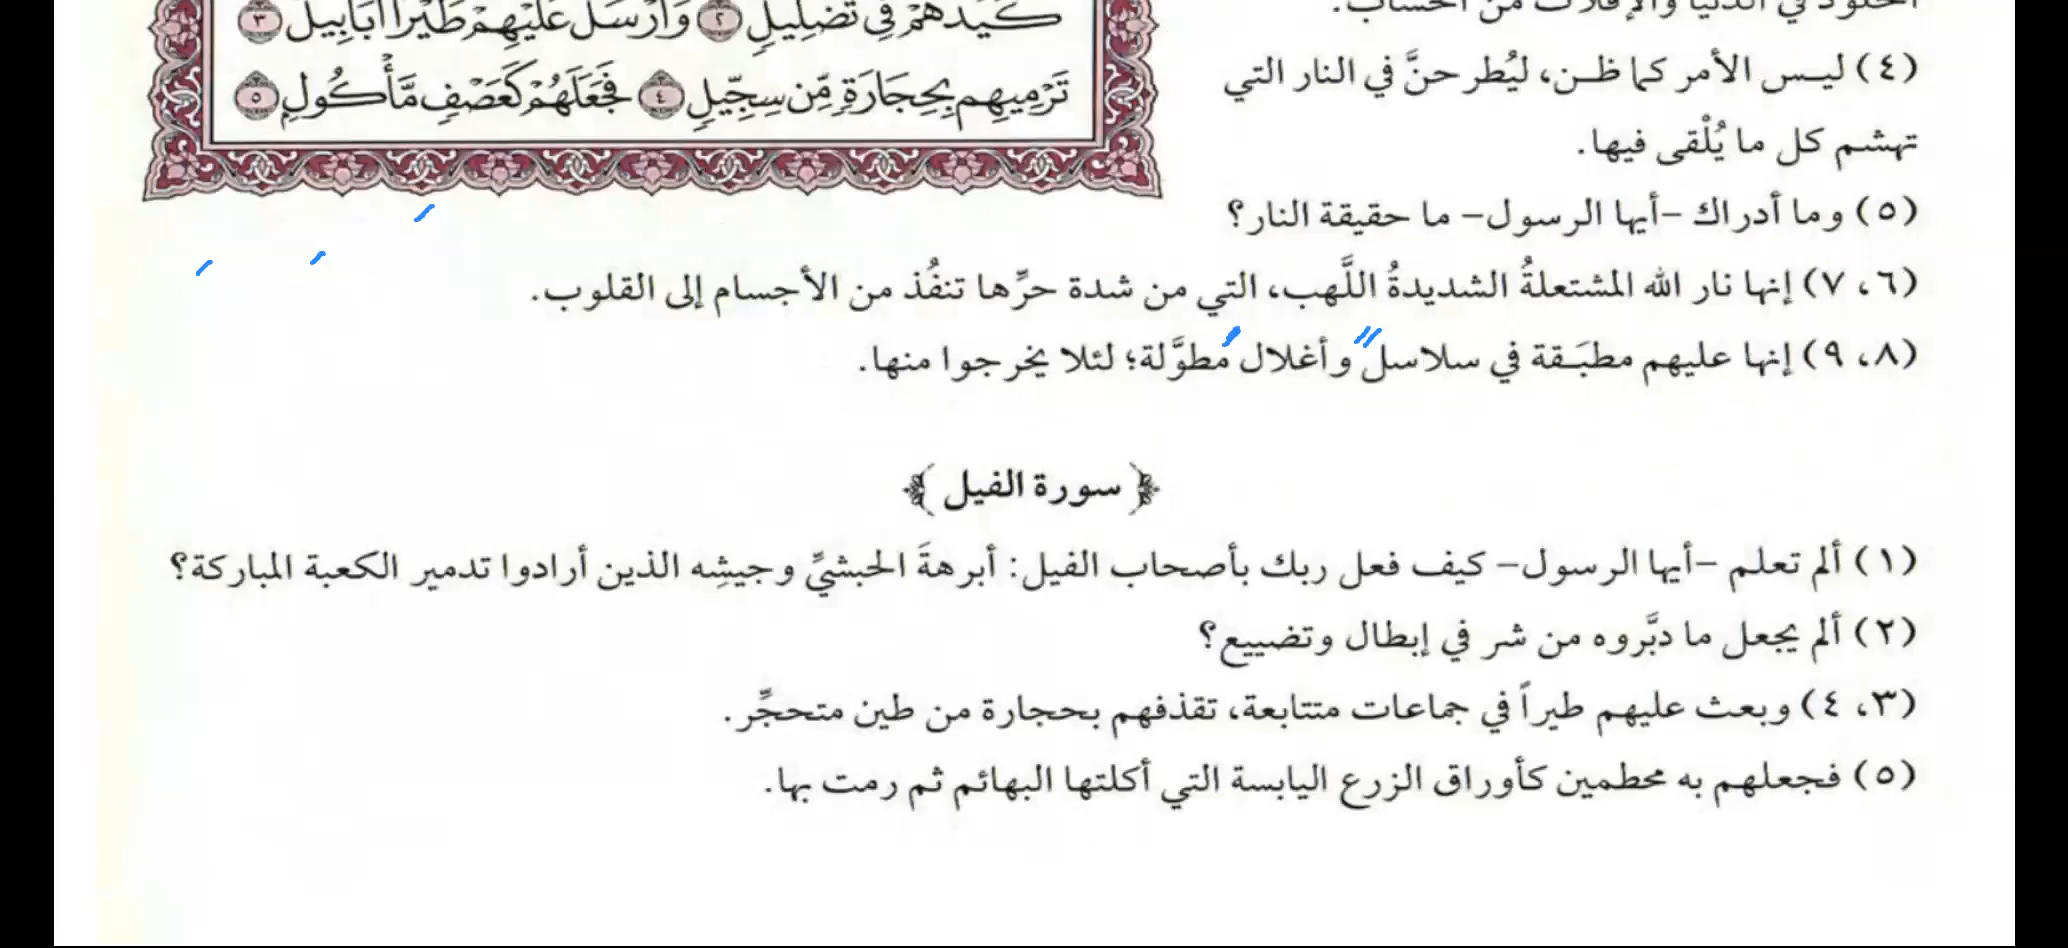 كَيْدَهُمْ فِي تَضْلِيلٍ ٢ وَأَرْسَلَ عَلَيْهِمْ طَيْرًا أَبَابِيلَ ٣
تَرْمِيهِم بِحِجَارَةٍ مِّن سِجِّيلٍ ٤ فَجَعَلَهُمْ كَعَصْفٍ مَّأْكُولٍ ٥
الخلود في الدنيا والإفلات من الحساب.
(٤) ليس الأمر كما ظن، ليُطرحنَّ في النار التي
تهشم كل ما يُلْقى فيها.
(٥) وما أدراك -أيها الرسول- ما حقيقة النار؟
(٦، ٧) إنها نار الله المشتعلةُ الشديدةُ اللَّهب، التي من شدة حرِّها تنفُذ من الأجسام إلى القلوب.
(٨، ٩) إنها عليهم مطبَقة في سلاسل وأغلال مطوَّلة؛ لئلا يخرجوا منها.
﴿ سورة الفيل ﴾
(١) ألم تعلم -أيها الرسول- كيف فعل ربك بأصحاب الفيل: أبرهةَ الحبشيِّ وجيشِه الذين أرادوا تدمير الكعبة المباركة؟
(٢) ألم يجعل ما دبَّروه من شر في إبطال وتضييع؟
(٣، ٤) وبعث عليهم طيراً في جماعات متتابعة، تقذفهم بحجارة من طين متحجِّر.
(٥) فجعلهم به محطمين كأوراق الزرع اليابسة التي أكلتها البهائم ثم رمت بها.